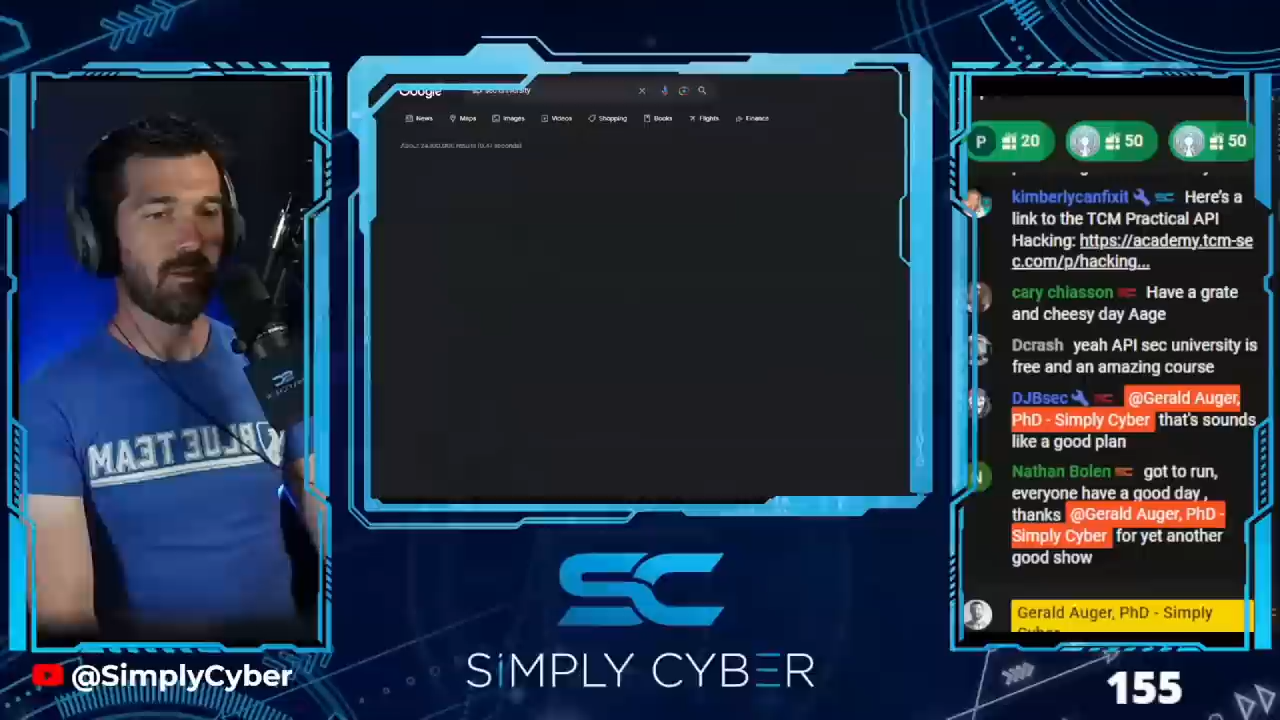 Google
News
Maps
Images
Videos
Shopping
Books
Flights
Finance
BLUE TEAM
SIMPLY CYBER
@SimplyCyber
P
20
50
50
kimberlycanfixit Here's a
link to the TCM Practical API
Hacking: https://academy.tcm-se
c.com/p/hacking...
cary chiasson Have a grate
and cheesy day Aage
Dcrash yeah API sec university is
free and an amazing course
DJBsec @Gerald Auger,
PhD - Simply Cyber that's sounds
like a good plan
N
Nathan Bolen got to run,
everyone have a good day ,
thanks @Gerald Auger, PhD -
Simply Cyber for yet another
good show
Gerald Auger, PhD - Simply
Cyber
155